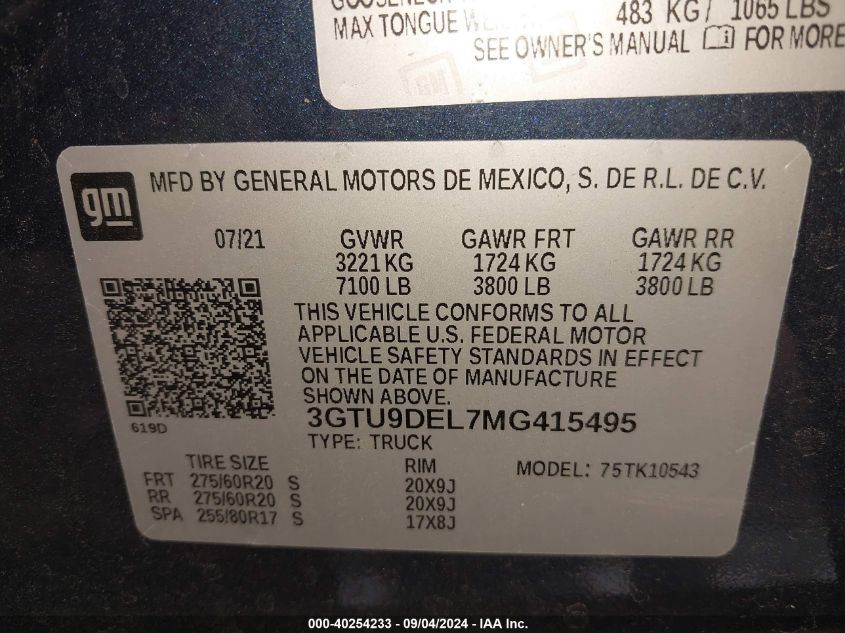 MAX TONGUE 483 KG/ 1065 LBS
SEE OWNER'S MANUAL FOR MORE
GM
gm
MFD BY GENERAL MOTORS DE MEXICO, S. DE R.L. DE C.V.
07/21 GVWR GAWR FRT GAWR RR
3221 KG 1724 KG 1724 KG
7100 LB 3800 LB 3800 LB
THIS VEHICLE CONFORMS TO ALL
APPLICABLE U.S. FEDERAL MOTOR
VEHICLE SAFETY STANDARDS IN EFFECT
ON THE DATE OF MANUFACTURE
SHOWN ABOVE.
619D
3GTU9DEL7MG415495
TYPE: TRUCK
TIRE SIZE RIM MODEL: 75TK10543
FRT 275/60R20 S 20X9J
RR 275/60R20 S 20X9J
SPA 255/80R17 S 17X8J
000-40254233 - 09/04/2024 - IAA Inc.